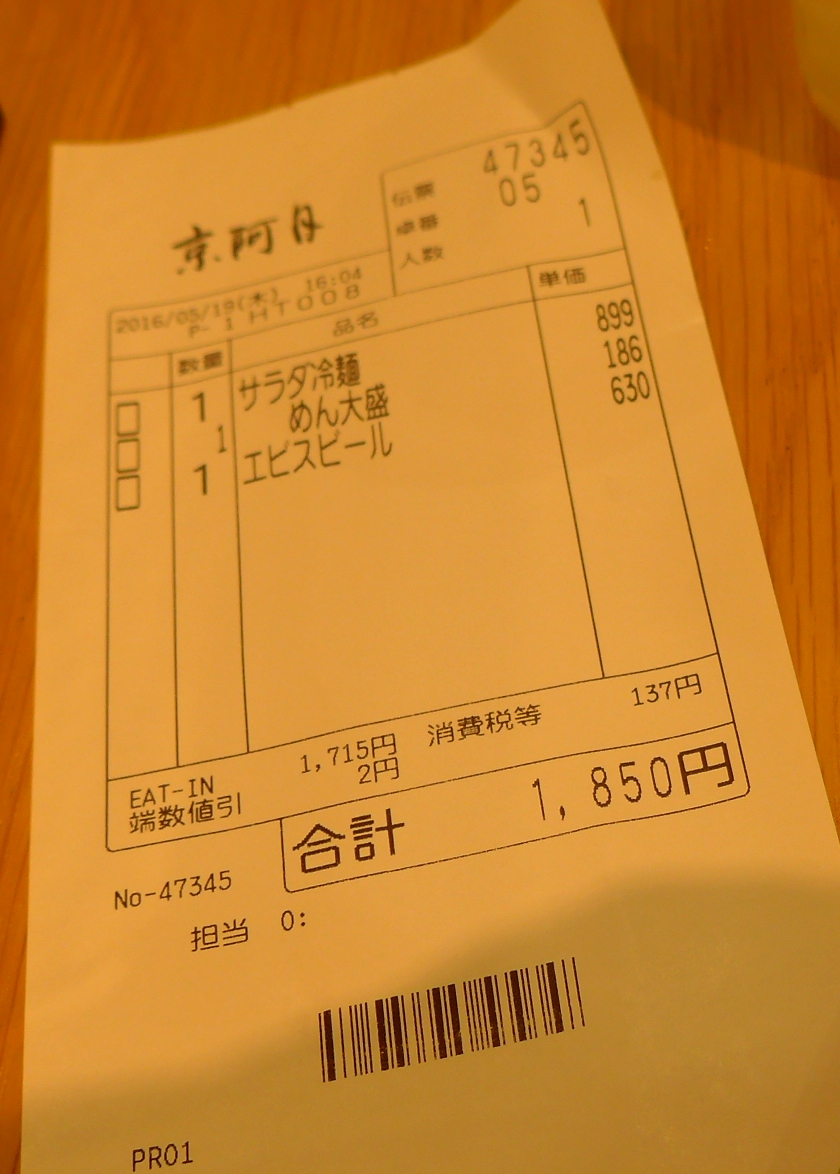 京阿月
伝票 47345
卓番 05
人数 1
2016/05/19(木) 16:04
P-1 HT008
数量 品名 単価
1 サラダ冷麺 899
1 めん大盛 186
1 エビスビール 630
EAT-IN 1,715円 消費税等 137円
端数値引 2円
合計 1,850円
No-47345
担当 0:
PR01